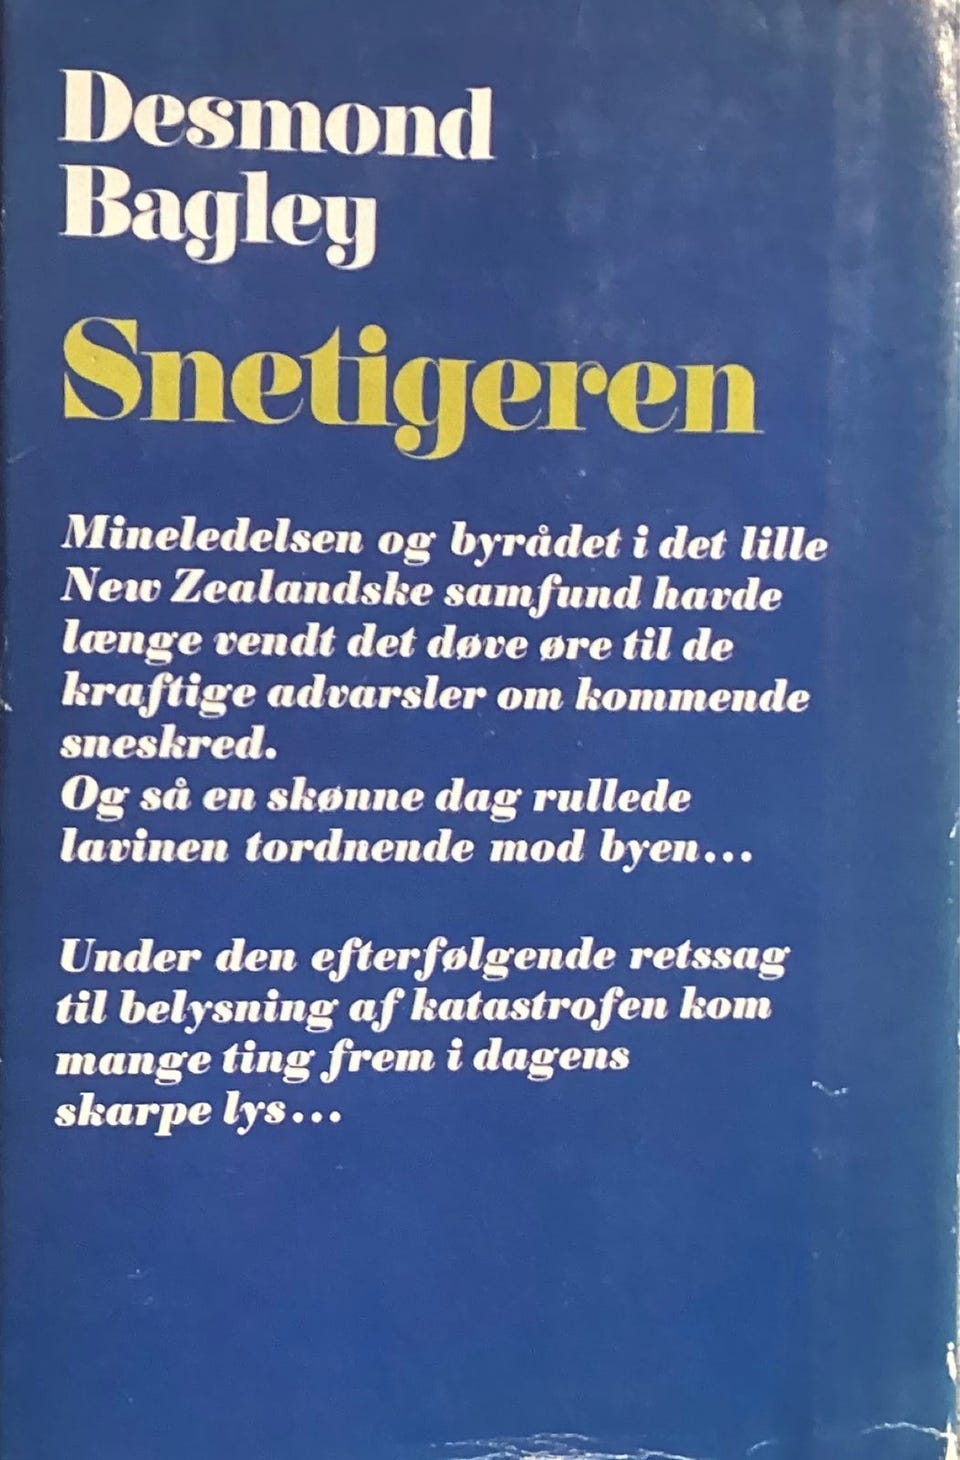 Desmond
Bagley
Snetigeren
Mineledelsen og byrådet i det lille
New Zealandske samfund havde
længe vendt det døve øre til de
kraftige advarsler om kommende
sneskred.
Og så en skønne dag rullede
lavinen tordnende mod byen...
Under den efterfølgende retssag
til belysning af katastrofen kom
mange ting frem i dagens
skarpe lys...